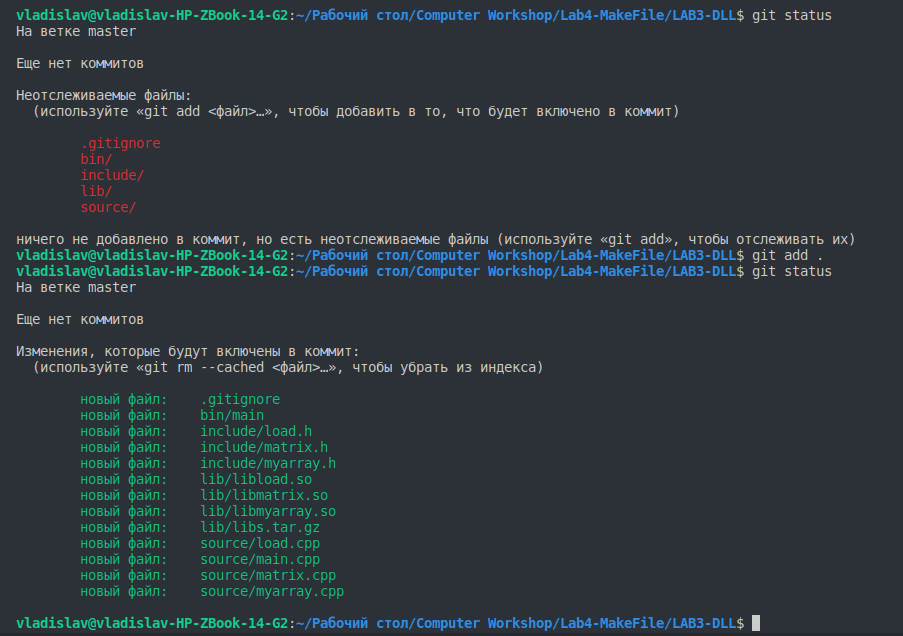 vladislav@vladislav-HP-ZBook-14-G2:~/Рабочий стол/Computer Workshop/Lab4-MakeFile/LAB3-DLL$ git status
На ветке master
Еще нет коммитов
Неотслеживаемые файлы:
(используйте «git add <файл>…», чтобы добавить в то, что будет включено в коммит)
.gitignore
bin/
include/
lib/
source/
ничего не добавлено в коммит, но есть неотслеживаемые файлы (используйте «git add», чтобы отслеживать их)
vladislav@vladislav-HP-ZBook-14-G2:~/Рабочий стол/Computer Workshop/Lab4-MakeFile/LAB3-DLL$ git add .
vladislav@vladislav-HP-ZBook-14-G2:~/Рабочий стол/Computer Workshop/Lab4-MakeFile/LAB3-DLL$ git status
На ветке master
Еще нет коммитов
Изменения, которые будут включены в коммит:
(используйте «git rm --cached <файл>…», чтобы убрать из индекса)
новый файл:    .gitignore
новый файл:    bin/main
новый файл:    include/load.h
новый файл:    include/matrix.h
новый файл:    include/myarray.h
новый файл:    lib/libload.so
новый файл:    lib/libmatrix.so
новый файл:    lib/libmyarray.so
новый файл:    lib/libs.tar.gz
новый файл:    source/load.cpp
новый файл:    source/main.cpp
новый файл:    source/matrix.cpp
новый файл:    source/myarray.cpp
vladislav@vladislav-HP-ZBook-14-G2:~/Рабочий стол/Computer Workshop/Lab4-MakeFile/LAB3-DLL$